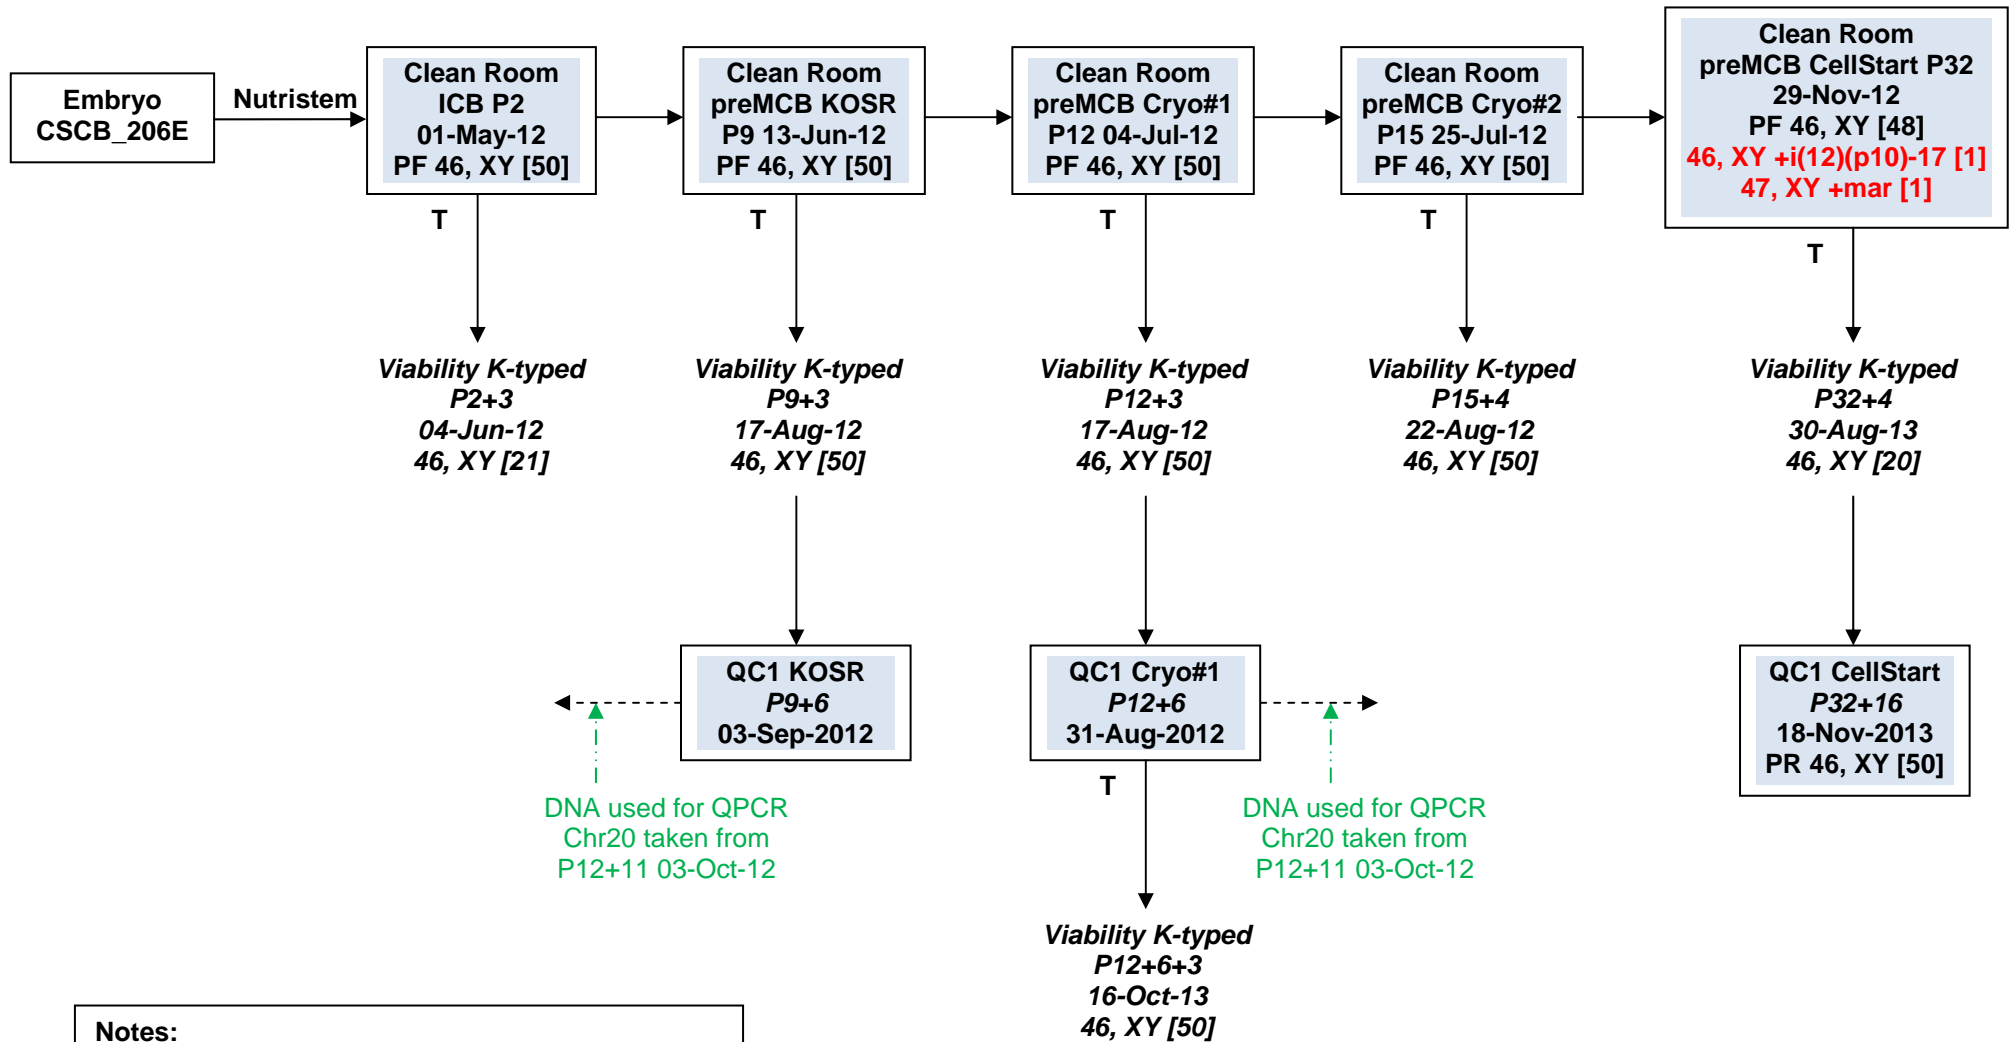 Embryo
CSCB_206E
Nutristem
Clean Room
ICB P2
01-May-12
PF 46, XY [50]
Clean Room
preMCB KOSR
P9 13-Jun-12
PF 46, XY [50]
Clean Room
preMCB Cryo#1
P12 04-Jul-12
PF 46, XY [50]
Clean Room
preMCB Cryo#2
P15 25-Jul-12
PF 46, XY [50]
Clean Room
preMCB CellStart P32
29-Nov-12
PF 46, XY [48]
46, XY +i(12)(p10)-17 [1]
47, XY +mar [1]
T
T
T
T
T
Viability K-typed
P2+3
04-Jun-12
46, XY [21]
Viability K-typed
P9+3
17-Aug-12
46, XY [50]
Viability K-typed
P12+3
17-Aug-12
46, XY [50]
Viability K-typed
P15+4
22-Aug-12
46, XY [50]
Viability K-typed
P32+4
30-Aug-13
46, XY [20]
QC1 KOSR
P9+6
03-Sep-2012
QC1 Cryo#1
P12+6
31-Aug-2012
QC1 CellStart
P32+16
18-Nov-2013
PR 46, XY [50]
T
DNA used for QPCR
Chr20 taken from
P12+11 03-Oct-12
DNA used for QPCR
Chr20 taken from
P12+11 03-Oct-12
Viability K-typed
P12+6+3
16-Oct-13
46, XY [50]
Notes: